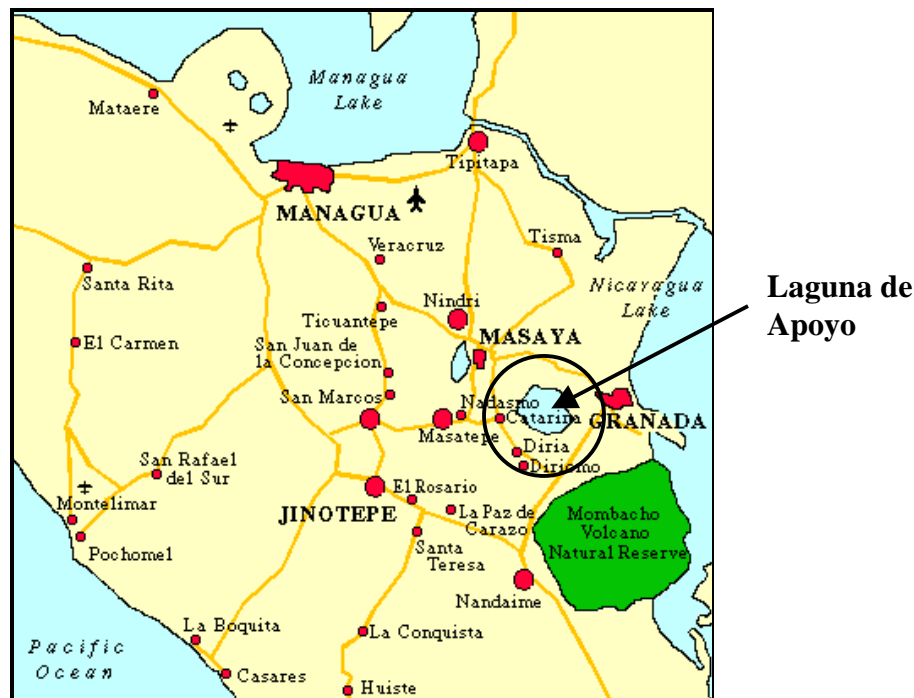 Managua
Lake
Mataere
Tipitapa
MANAGUA
Tisma
Veracruz
Santa Rita
Nicaragua
Lake
Laguna de
Apoyo
Nindri
Ticuantepe
MASAYA
El Carmen
San Juan de
la Concepcion
San Marcos
Nadasmo
Catarina
GRANADA
Masatepe
Diria
Diriomo
San Rafael
del Sur
El Rosario
Montelimar
JINOTEPE
La Paz de
Carazo
Mombacho
Volcano
Natural Reserve
Pochomel
Santa
Teresa
Nandaime
La Boquita
La Conquista
Pacific
Ocean
Casares
Huiste